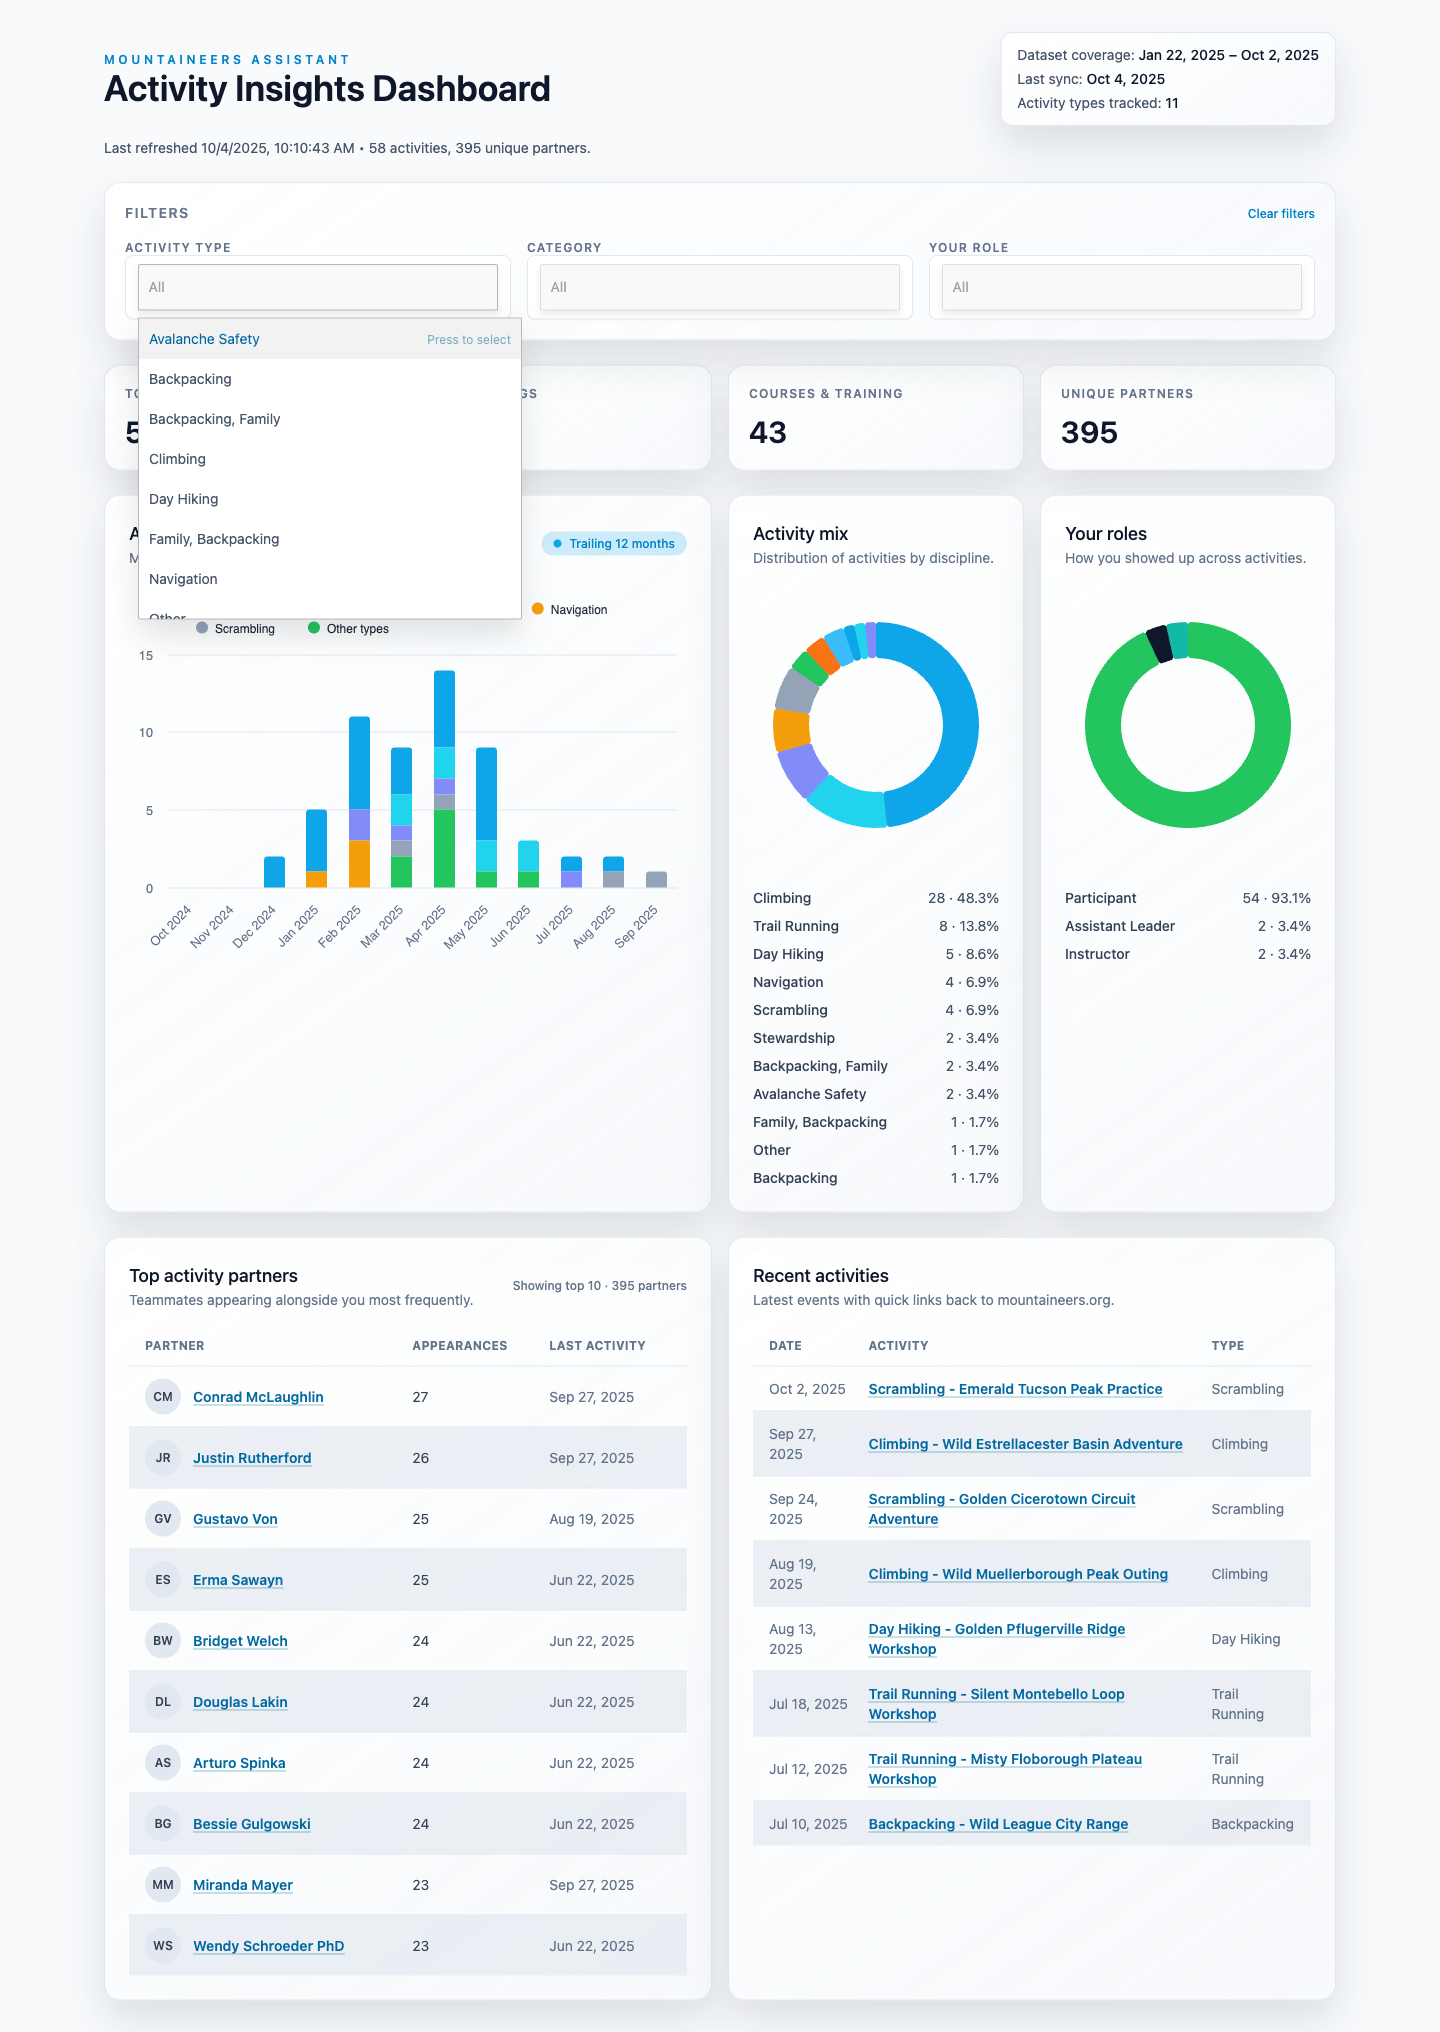 MOUNTAINEERS ASSISTANT
Activity Insights Dashboard
Dataset coverage: Jan 22, 2025 – Oct 2, 2025
Last sync: Oct 4, 2025
Activity types tracked: 11
Last refreshed 10/4/2025, 10:10:43 AM • 58 activities, 395 unique partners.
FILTERS
Clear filters
ACTIVITY TYPE
CATEGORY
YOUR ROLE
All
All
All
Avalanche Safety
Press to select
Backpacking
Backpacking, Family
Climbing
Day Hiking
Family, Backpacking
Navigation
Other
COURSES & TRAINING
43
UNIQUE PARTNERS
395
Trailing 12 months
Navigation
Scrambling
Other types
15
10
5
0
Oct 2024
Nov 2024
Dec 2024
Jan 2025
Feb 2025
Mar 2025
Apr 2025
May 2025
Jun 2025
Jul 2025
Aug 2025
Sep 2025
Activity mix
Distribution of activities by discipline.
Climbing 28 · 48.3%
Trail Running 8 · 13.8%
Day Hiking 5 · 8.6%
Navigation 4 · 6.9%
Scrambling 4 · 6.9%
Stewardship 2 · 3.4%
Backpacking, Family 2 · 3.4%
Avalanche Safety 2 · 3.4%
Family, Backpacking 1 · 1.7%
Other 1 · 1.7%
Backpacking 1 · 1.7%
Your roles
How you showed up across activities.
Participant 54 · 93.1%
Assistant Leader 2 · 3.4%
Instructor 2 · 3.4%
Top activity partners
Teammates appearing alongside you most frequently.
Showing top 10 · 395 partners
PARTNER APPEARANCES LAST ACTIVITY
CM Conrad McLaughlin 27 Sep 27, 2025
JR Justin Rutherford 26 Sep 27, 2025
GV Gustavo Von 25 Aug 19, 2025
ES Erma Sawayn 25 Jun 22, 2025
BW Bridget Welch 24 Jun 22, 2025
DL Douglas Lakin 24 Jun 22, 2025
AS Arturo Spinka 24 Jun 22, 2025
BG Bessie Gulgowski 24 Jun 22, 2025
MM Miranda Mayer 23 Sep 27, 2025
WS Wendy Schroeder PhD 23 Jun 22, 2025
Recent activities
Latest events with quick links back to mountaineers.org.
DATE ACTIVITY TYPE
Oct 2, 2025 Scrambling - Emerald Tucson Peak Practice Scrambling
Sep 27,
2025
Climbing - Wild Estrellacester Basin Adventure
Climbing
Sep 24,
2025
Scrambling - Golden Cicerotown Circuit
Adventure
Scrambling
Aug 19,
2025
Climbing - Wild Muellerborough Peak Outing
Climbing
Aug 13,
2025
Day Hiking - Golden Pflugerville Ridge
Workshop
Day Hiking
Jul 18, 2025
Trail Running - Silent Montebello Loop
Workshop
Trail
Running
Jul 12, 2025
Trail Running - Misty Floborough Plateau
Workshop
Trail
Running
Jul 10, 2025 Backpacking - Wild League City Range Backpacking